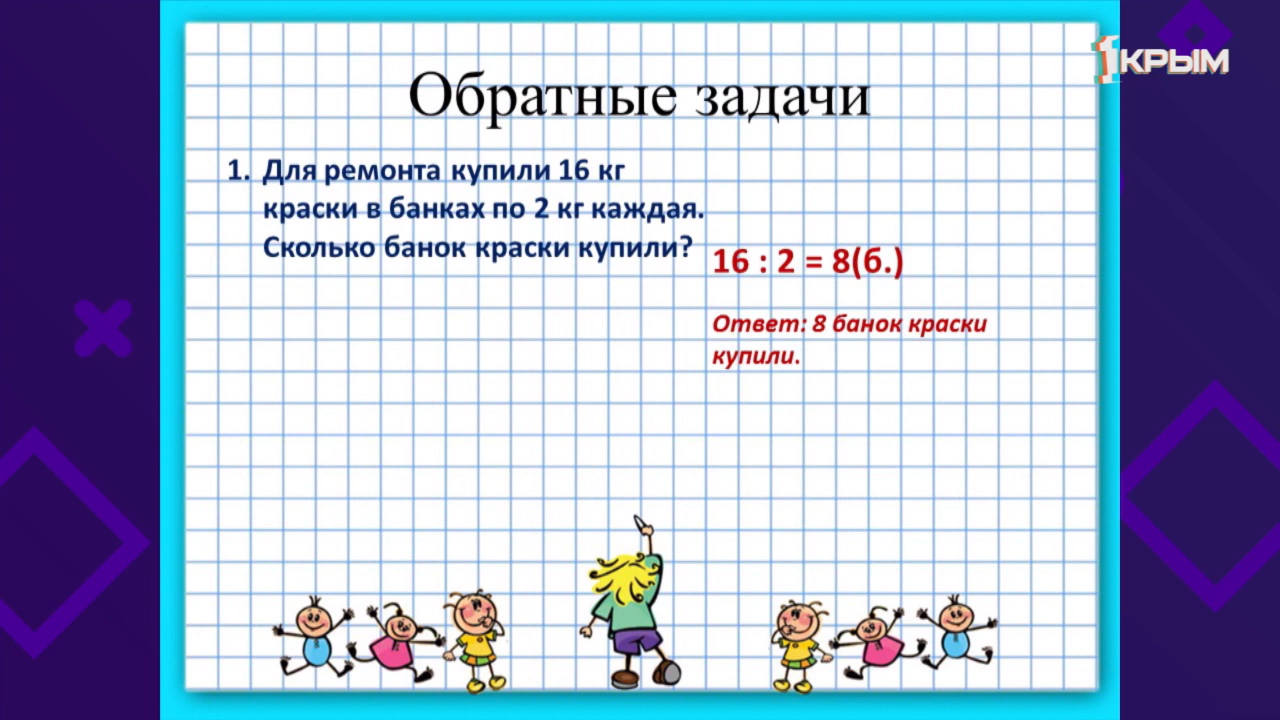 1КРЫМ
Обратные задачи
1. Для ремонта купили 16 кг
краски в банках по 2 кг каждая.
Сколько банок краски купили?
16 : 2 = 8(б.)
Ответ: 8 банок краски
купили.